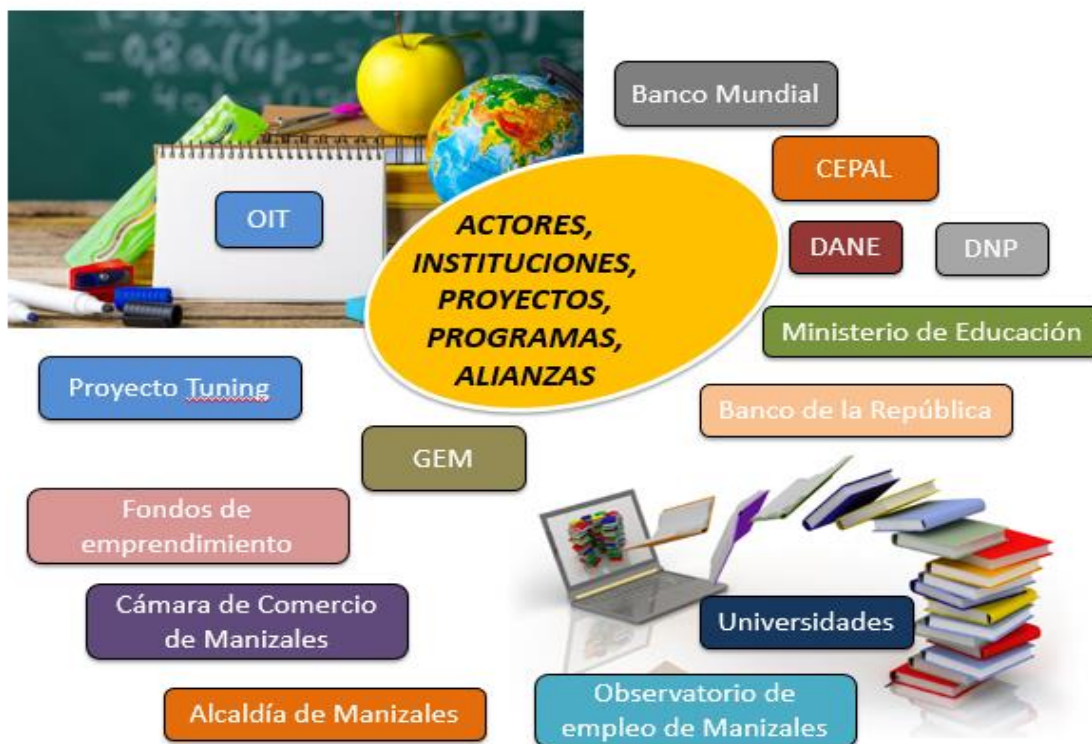 Banco Mundial
CEPAL
OIT
ACTORES,
INSTITUCIONES,
PROYECTOS,
PROGRAMAS,
ALIANZAS
DANE
DNP
Ministerio de Educación
Proyecto Tuning
Banco de la República
GEM
Fondos de
emprendimiento
Cámara de Comercio
de Manizales
Universidades
Alcaldía de Manizales
Observatorio de
empleo de Manizales